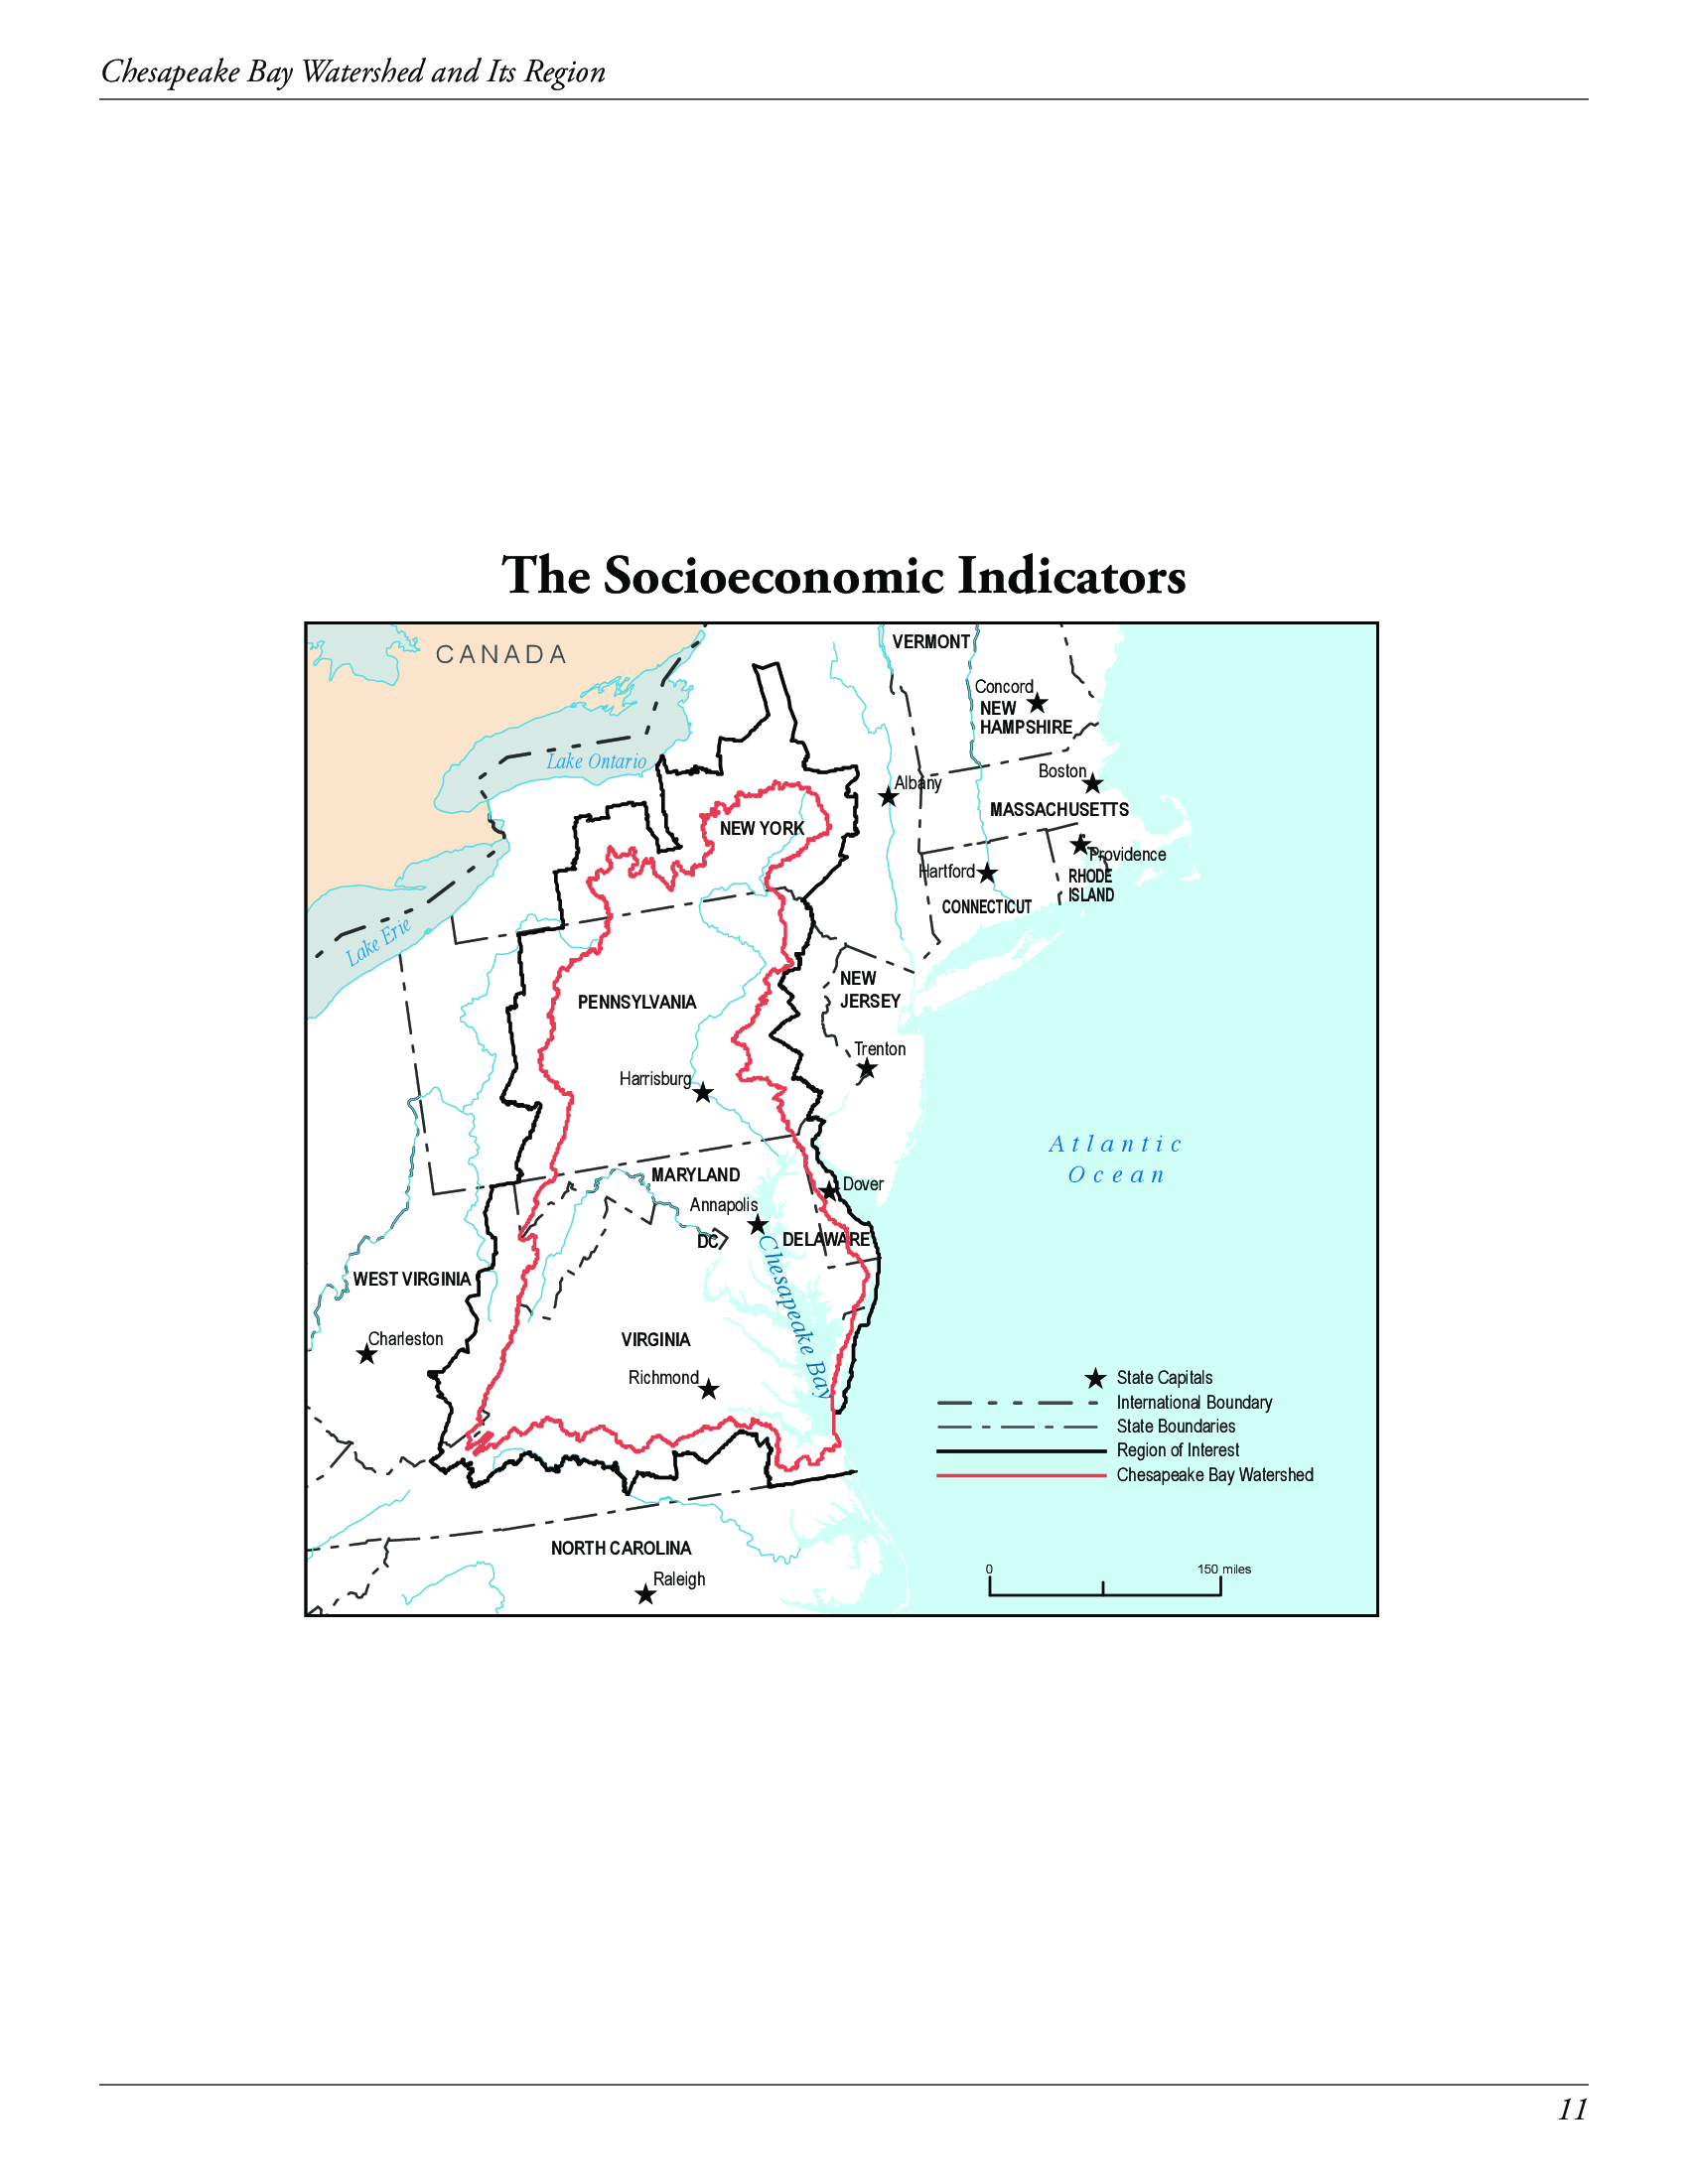 Chesapeake Bay Watershed and Its Region
The Socioeconomic Indicators
CANADA
VERMONT
Concord
NEW
HAMPSHIRE
Lake Ontario
Albany
Boston
MASSACHUSETTS
NEW YORK
Providence
Hartford
RHODE
ISLAND
CONNECTICUT
Lake Erie
NEW
JERSEY
PENNSYLVANIA
Trenton
Harrisburg
Atlantic
Ocean
MARYLAND
Dover
Annapolis
DC
DELAWARE
Chesapeake Bay
WEST VIRGINIA
Charleston
VIRGINIA
Richmond
State Capitals
International Boundary
State Boundaries
Region of Interest
Chesapeake Bay Watershed
NORTH CAROLINA
Raleigh
0 150 miles
11